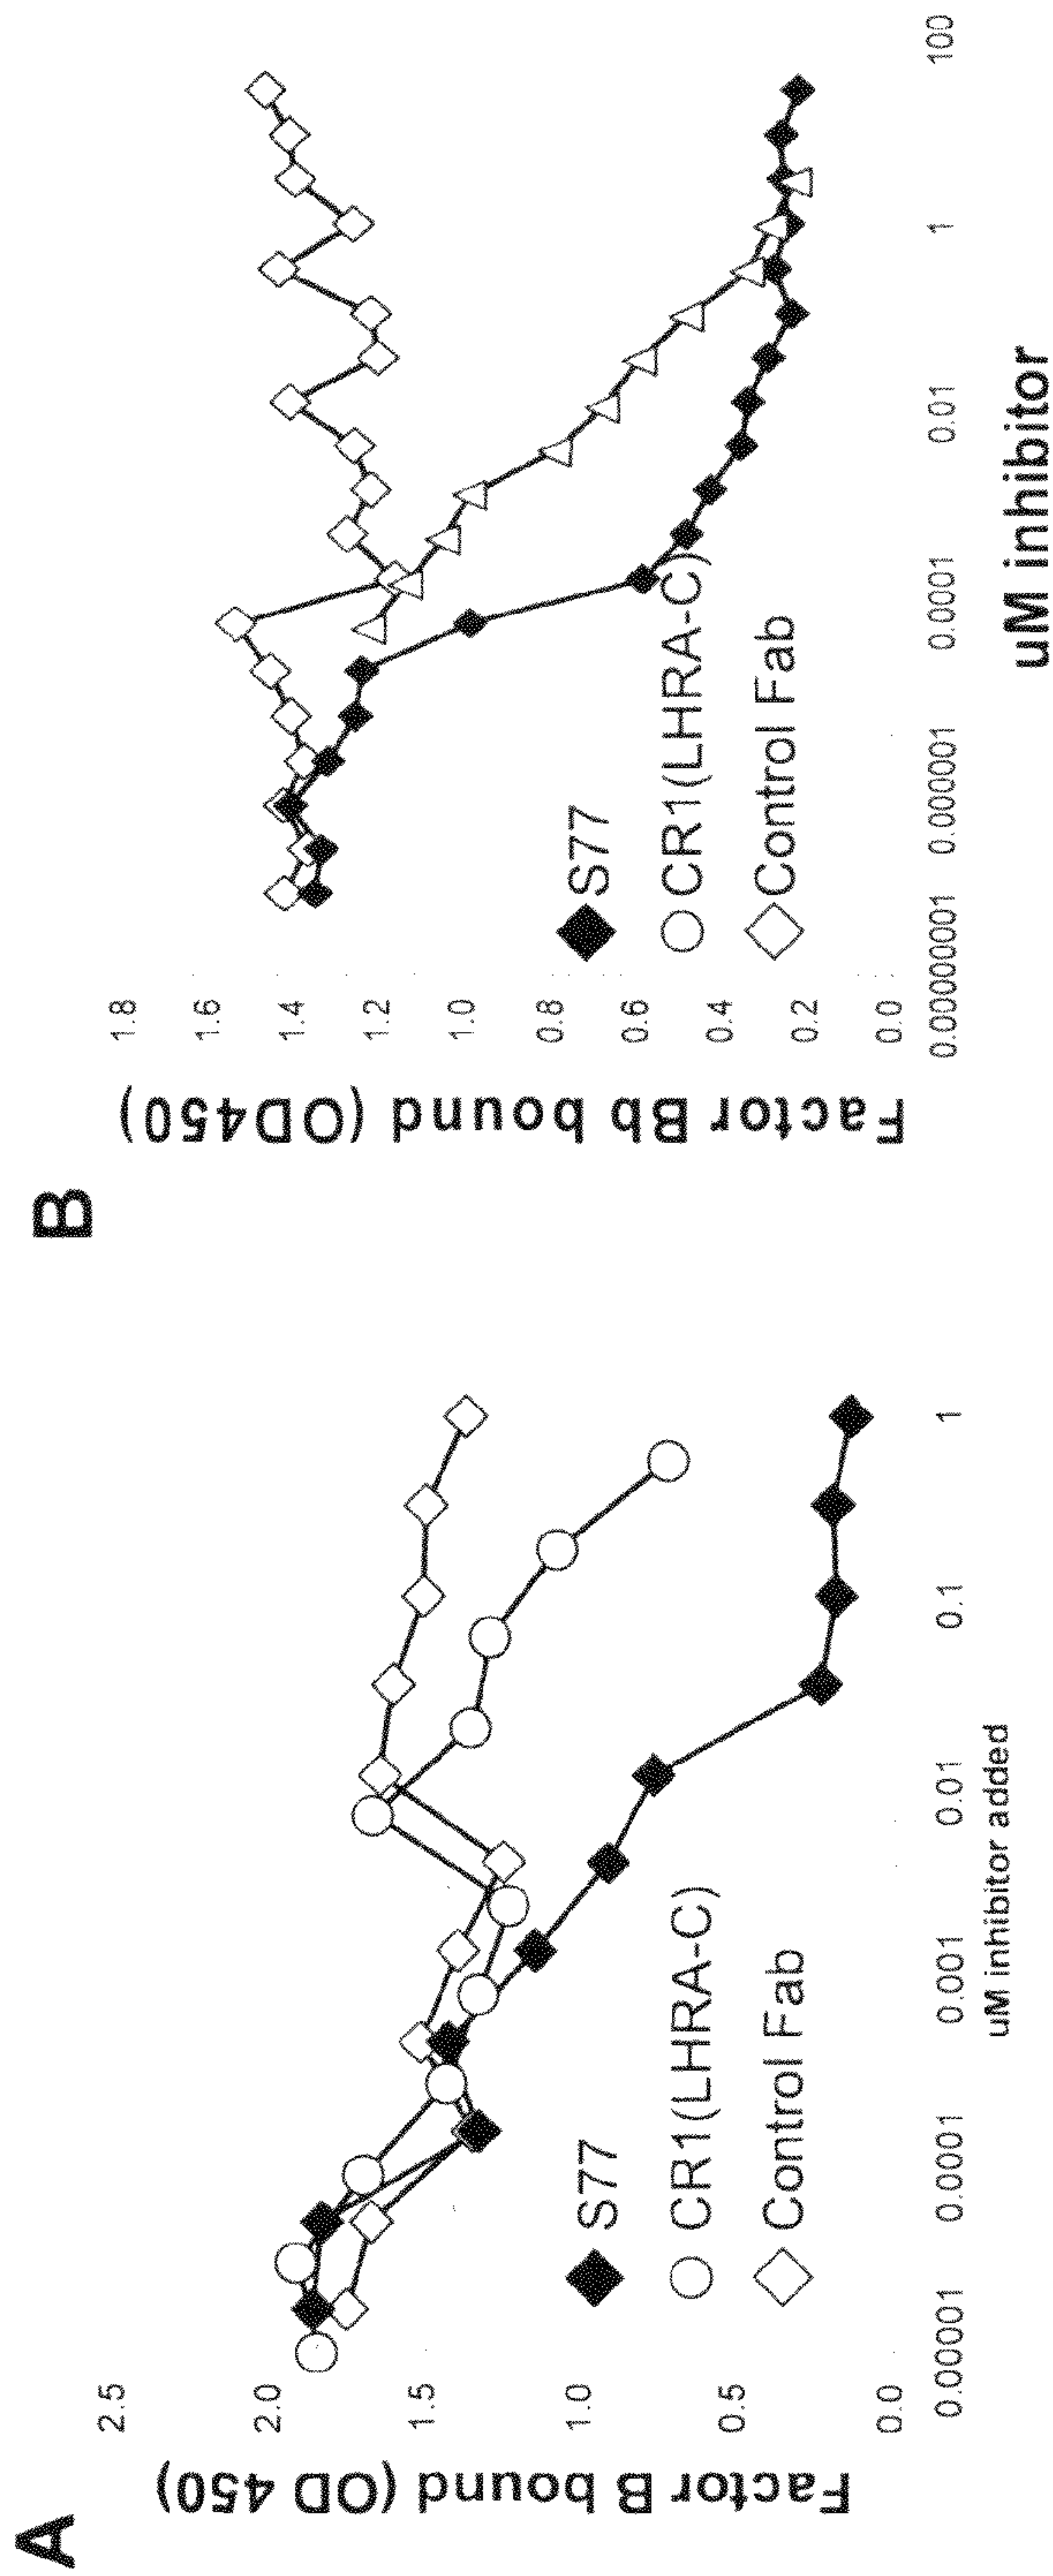 A
Factor B bound (OD 450)
2.5
2.0
1.5
1.0
0.5
0.0
S77
CR1(LHRA-C)
Control Fab
0.00001
0.0001
0.001
0.01
0.1
1
uM inhibitor added
B
Factor Bb bound (OD450)
1.8
1.6
1.4
1.2
1.0
0.8
0.6
0.4
0.2
0.0
S77
CR1(LHRA-C)
Control Fab
0.00000001
0.000001
0.0001
0.01
1
100
uM inhibitor